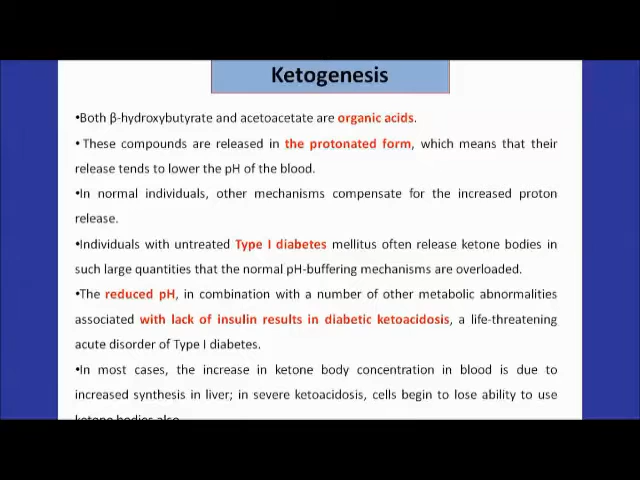 Ketogenesis
•Both β-hydroxybutyrate and acetoacetate are organic acids.
• These compounds are released in the protonated form, which means that their
release tends to lower the pH of the blood.
•In normal individuals, other mechanisms compensate for the increased proton
release.
•Individuals with untreated Type I diabetes mellitus often release ketone bodies in
such large quantities that the normal pH-buffering mechanisms are overloaded.
•The reduced pH, in combination with a number of other metabolic abnormalities
associated with lack of insulin results in diabetic ketoacidosis, a life-threatening
acute disorder of Type I diabetes.
•In most cases, the increase in ketone body concentration in blood is due to
increased synthesis in liver; in severe ketoacidosis, cells begin to lose ability to use
ketone bodies also